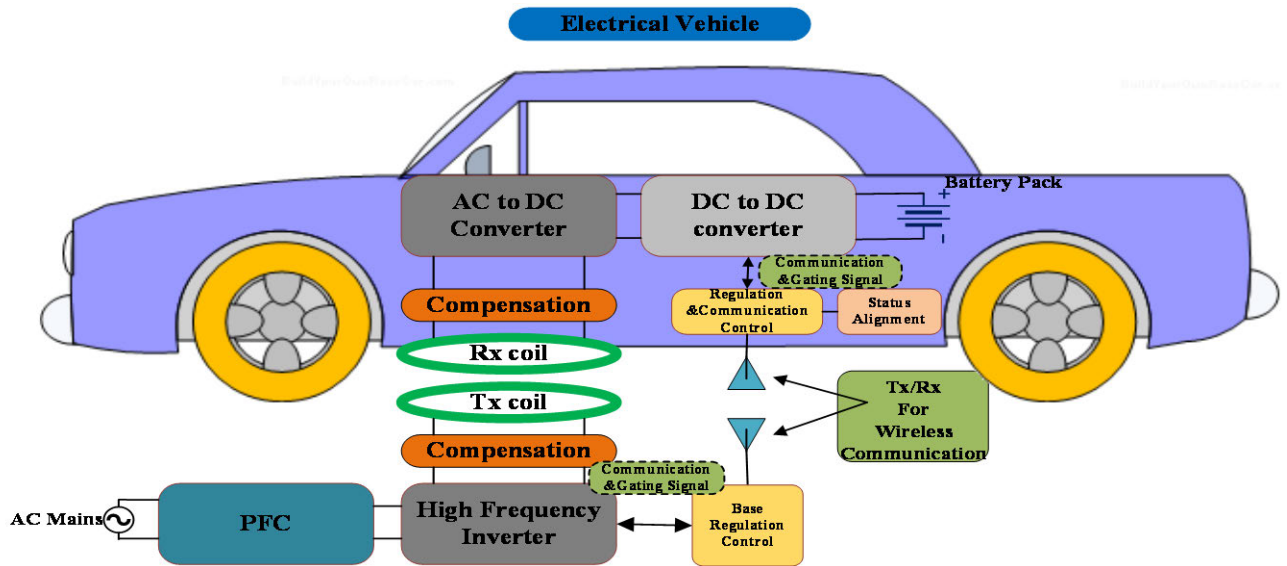 Electrical Vehicle
Battery Pack
+
-
AC to DC
Converter
DC to DC
converter
Communication
&Gating Signal
Compensation
Regulation
&Communication
Control
Status
Alignment
Rx coil
Tx coil
Tx/Rx
For
Wireless
Communication
Compensation
Communication
&Gating Signal
AC Mains
PFC
High Frequency
Inverter
Base
Regulation
Control